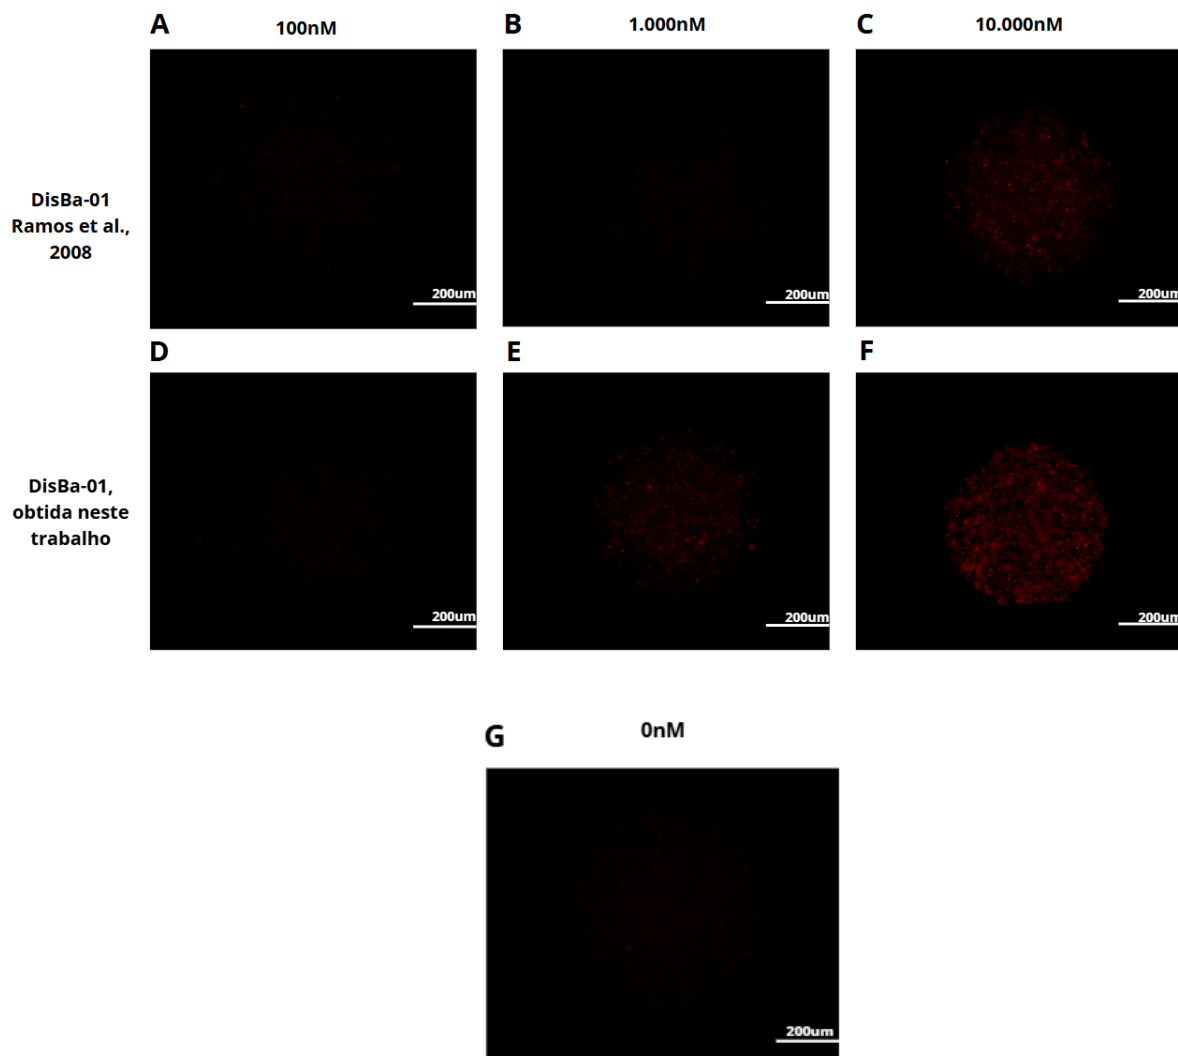 A
100nM
B
1.000nM
C
10.000nM
DisBa-01
Ramos et al.,
2008
200um
200um
200um
D
E
F
DisBa-01,
obtida neste
trabalho
200um
200um
200um
G
0nM
200um